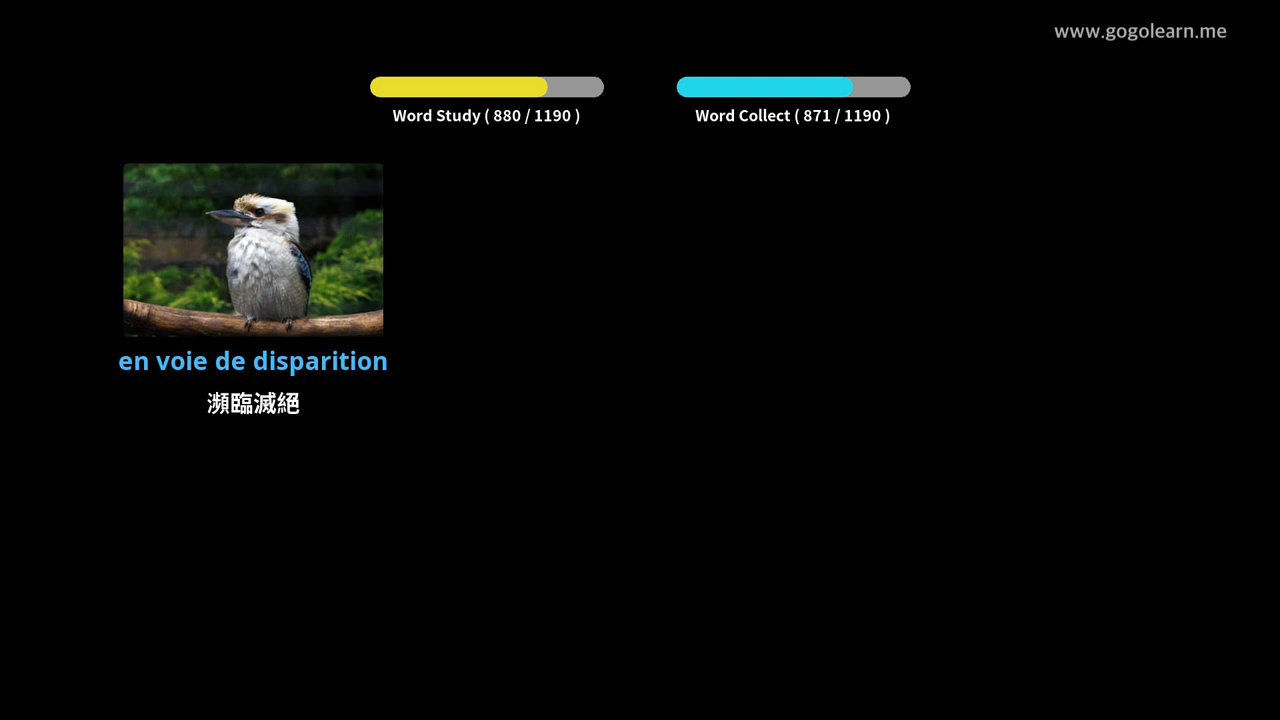 www.gogolearn.me
Word Study ( 880 / 1190 )
Word Collect ( 871 / 1190 )
en voie de disparition
瀕臨滅絕